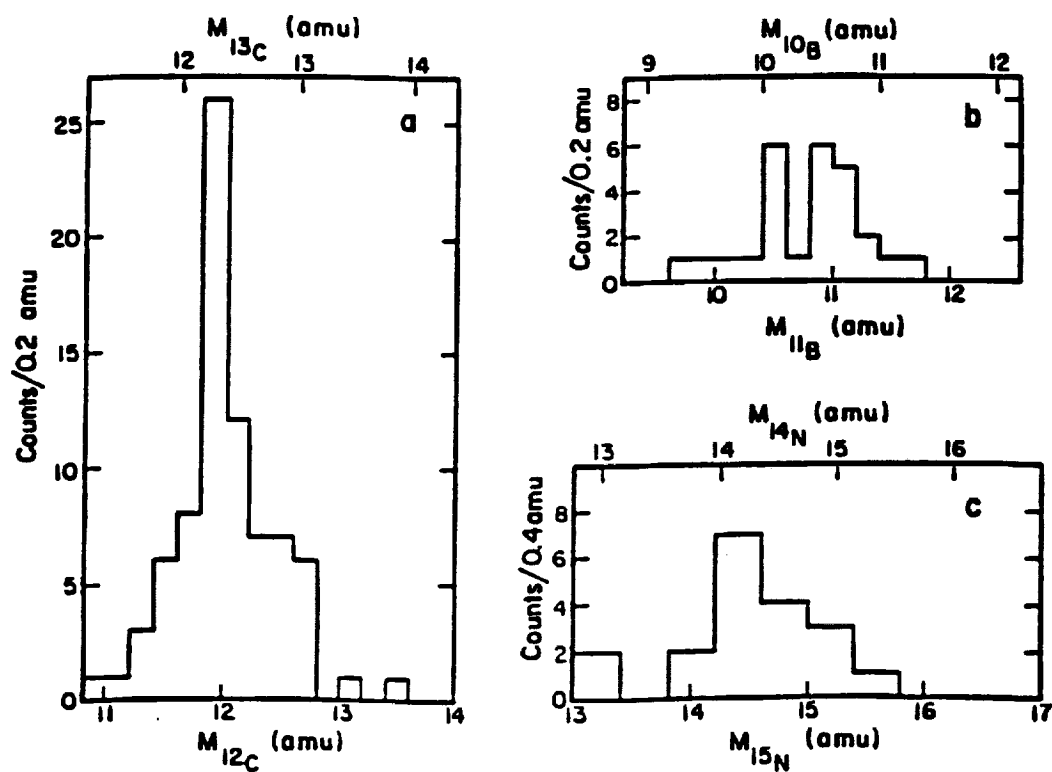 M13C (amu)
12 13 14
a
25
20
15
10
5
0
Counts/0.2 amu
11 12 13 14
M12C (amu)
M10B (amu)
9 10 11 12
b
8
6
4
2
0
Counts/0.2 amu
10 11 12
M11B (amu)
M14N (amu)
13 14 15 16
c
8
6
4
2
0
Counts/0.4amu
13 14 15 16 17
M15N (amu)